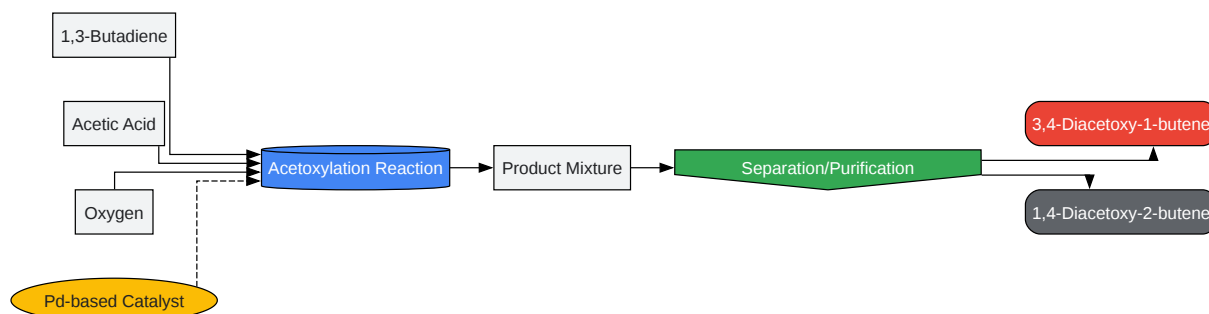 1,3-Butadiene
Acetic Acid
Oxygen
Pd-based Catalyst
Acetoxylation Reaction
Product Mixture
Separation/Purification
3,4-Diacetoxy-1-butene
1,4-Diacetoxy-2-butene